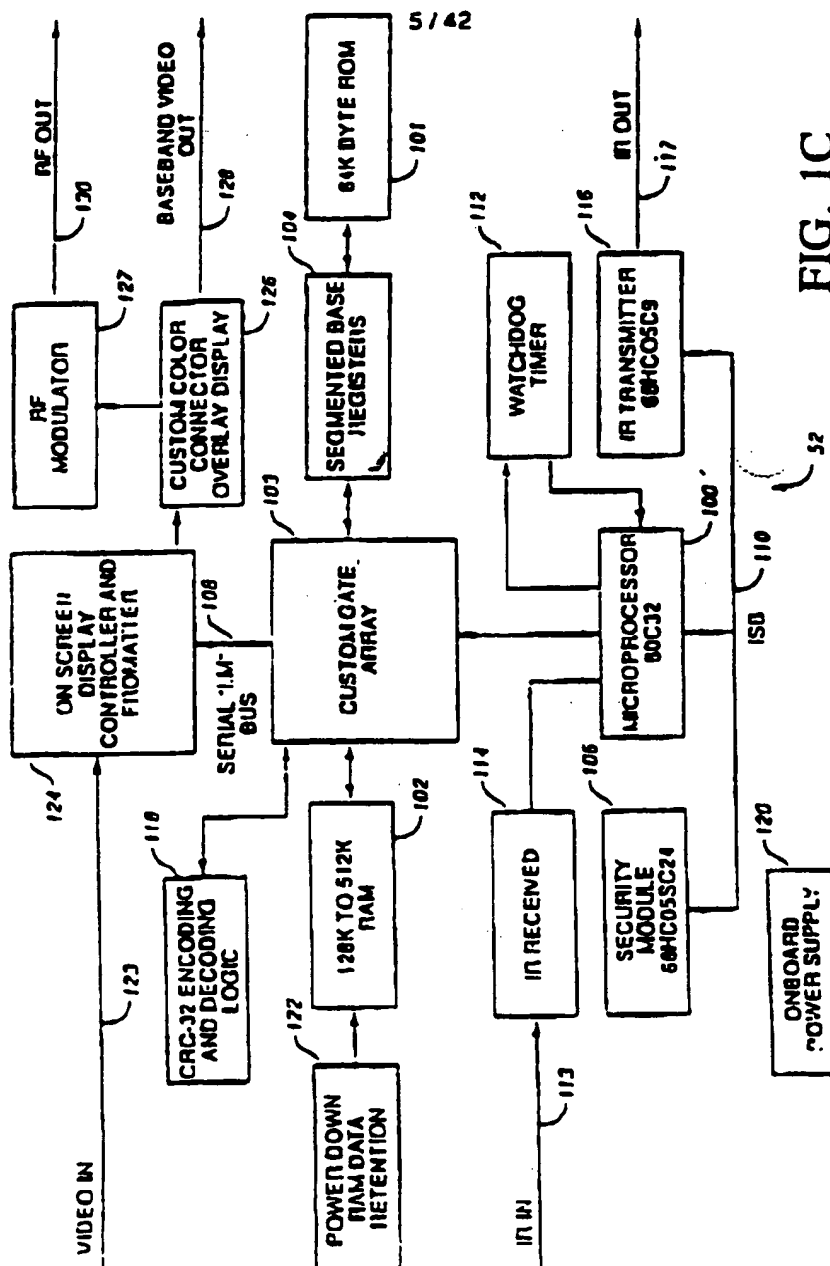 5/42
VIDEO IN
123
124
ON SCREEN
DISPLAY
CONTROLLER AND
FROMATTER
RF
MODULATOR
127
RF OUT
130
CUSTOM COLOR
CONNECTOR
OVERLAY DISPLAY
126
BASEBAND VIDEO
OUT
128
118
CRC-32 ENCODING
AND DECODING
LOGIC
SERIAL "I.M"
BUS
108
103
CUSTOM GATE
ARRAY
104
SEGMENTED BASE
REGISTERS
64K BYTE ROM
101
122
POWER DOWN
RAM DATA
RETENTION
128K TO 512K
RAM
102
IR IN
113
114
IR RECEIVED
106
SECURITY
MODULE
68HC05SC24
MICROPROCESSOR
80C32
100'
112
WATCHDOG
TIMER
116
IR TRANSMITTER
68HC05C9
IR OUT
117
110
ISB
52
120
ONBOARD
POWER SUPPLY
FIG. 1C